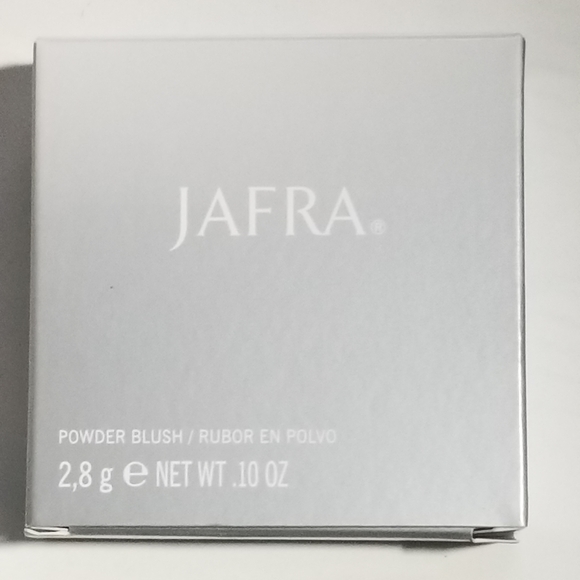 JAFRA®
POWDER BLUSH / RUBOR EN POLVO
2,8 g ℮ NET WT .10 OZ